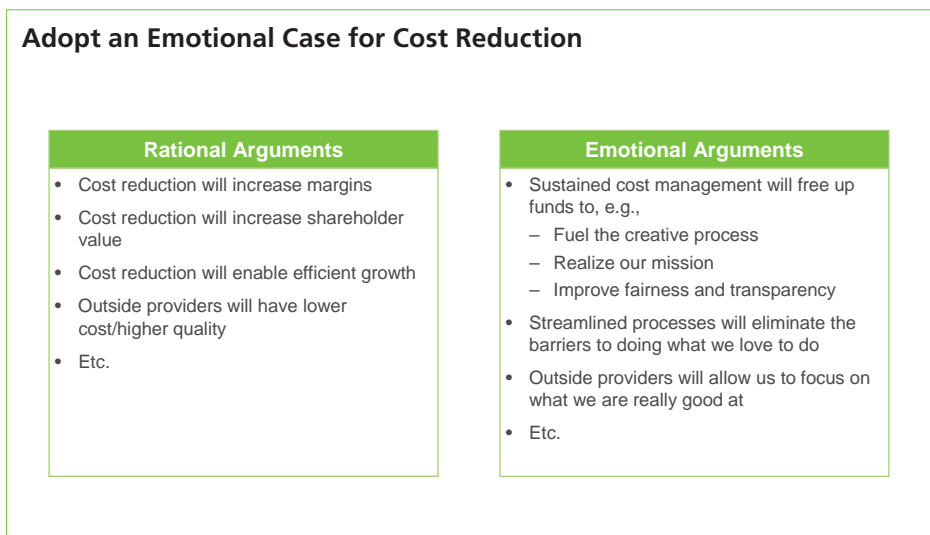 Adopt an Emotional Case for Cost Reduction
Rational Arguments
• Cost reduction will increase margins
• Cost reduction will increase shareholder
value
• Cost reduction will enable efficient growth
• Outside providers will have lower
cost/higher quality
• Etc.
Emotional Arguments
• Sustained cost management will free up
funds to, e.g.,
– Fuel the creative process
– Realize our mission
– Improve fairness and transparency
• Streamlined processes will eliminate the
barriers to doing what we love to do
• Outside providers will allow us to focus on
what we are really good at
• Etc.